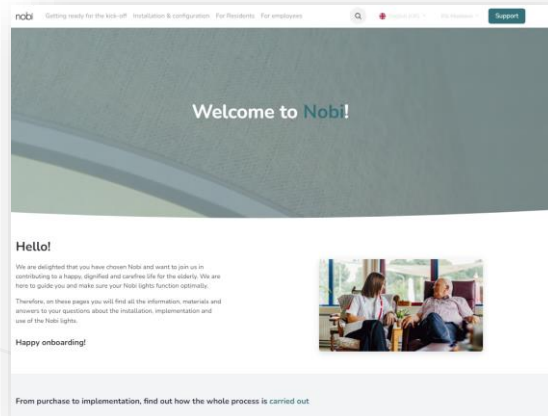 nobi
Getting ready for the kick-off Installation & configuration For Residents For employees
Support
Welcome to Nobi!
Hello!
We are delighted that you have chosen Nobi and want to join us in
contributing to a happy, dignified and carefree life for the elderly. We are
here to guide you and make sure your Nobi lights function optimally.
Therefore, on these pages you will find all the information, materials and
answers to your questions about the installation, implementation and
use of the Nobi lights.
Happy onboarding!
From purchase to implementation, find out how the whole process is carried out